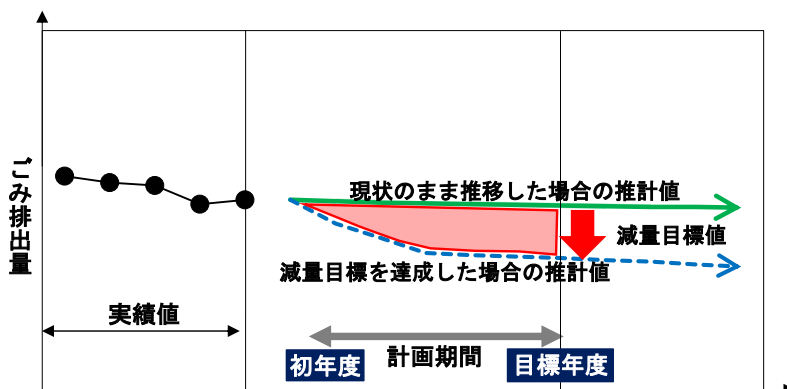 ごみ排出量
現状のまま推移した場合の推計値
減量目標値
減量目標を達成した場合の推計値
実績値
計画期間
初年度
目標年度